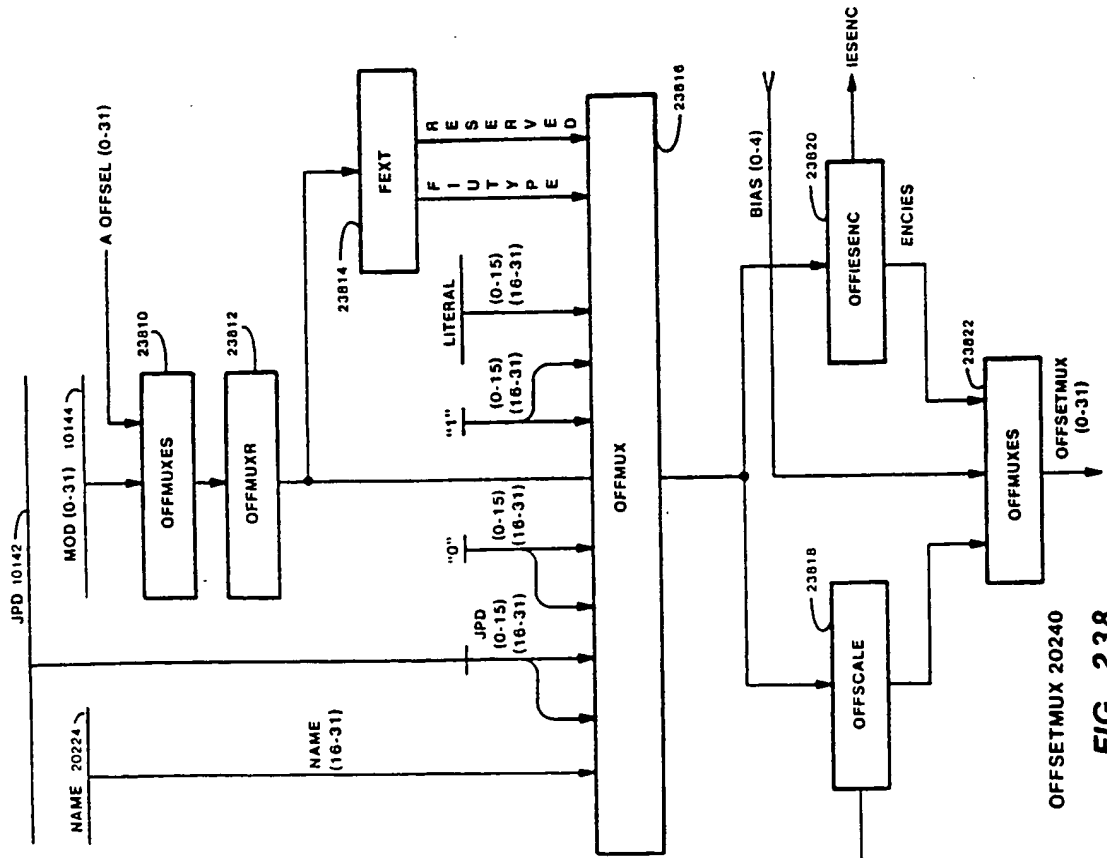 JPD 10142
NAME 20224
MOD (0-31) 10144
A OFFSEL (0-31)
OFFMUXES
23810
OFFMUXR
23812
FEXT
23814
FIUTYPE
RESERVED
NAME
(16-31)
JPD
(0-15)
(16-31)
"0"
(0-15)
(16-31)
"1"
(0-15)
(16-31)
LITERAL
(0-15)
(16-31)
OFFMUX
23816
BIAS (0-4)
OFFSCALE
23818
OFFIESENC
23820
IESENC
ENCIES
OFFMUXES
23822
OFFSETMUX
(0-31)
OFFSETMUX 20240
FIG. 238